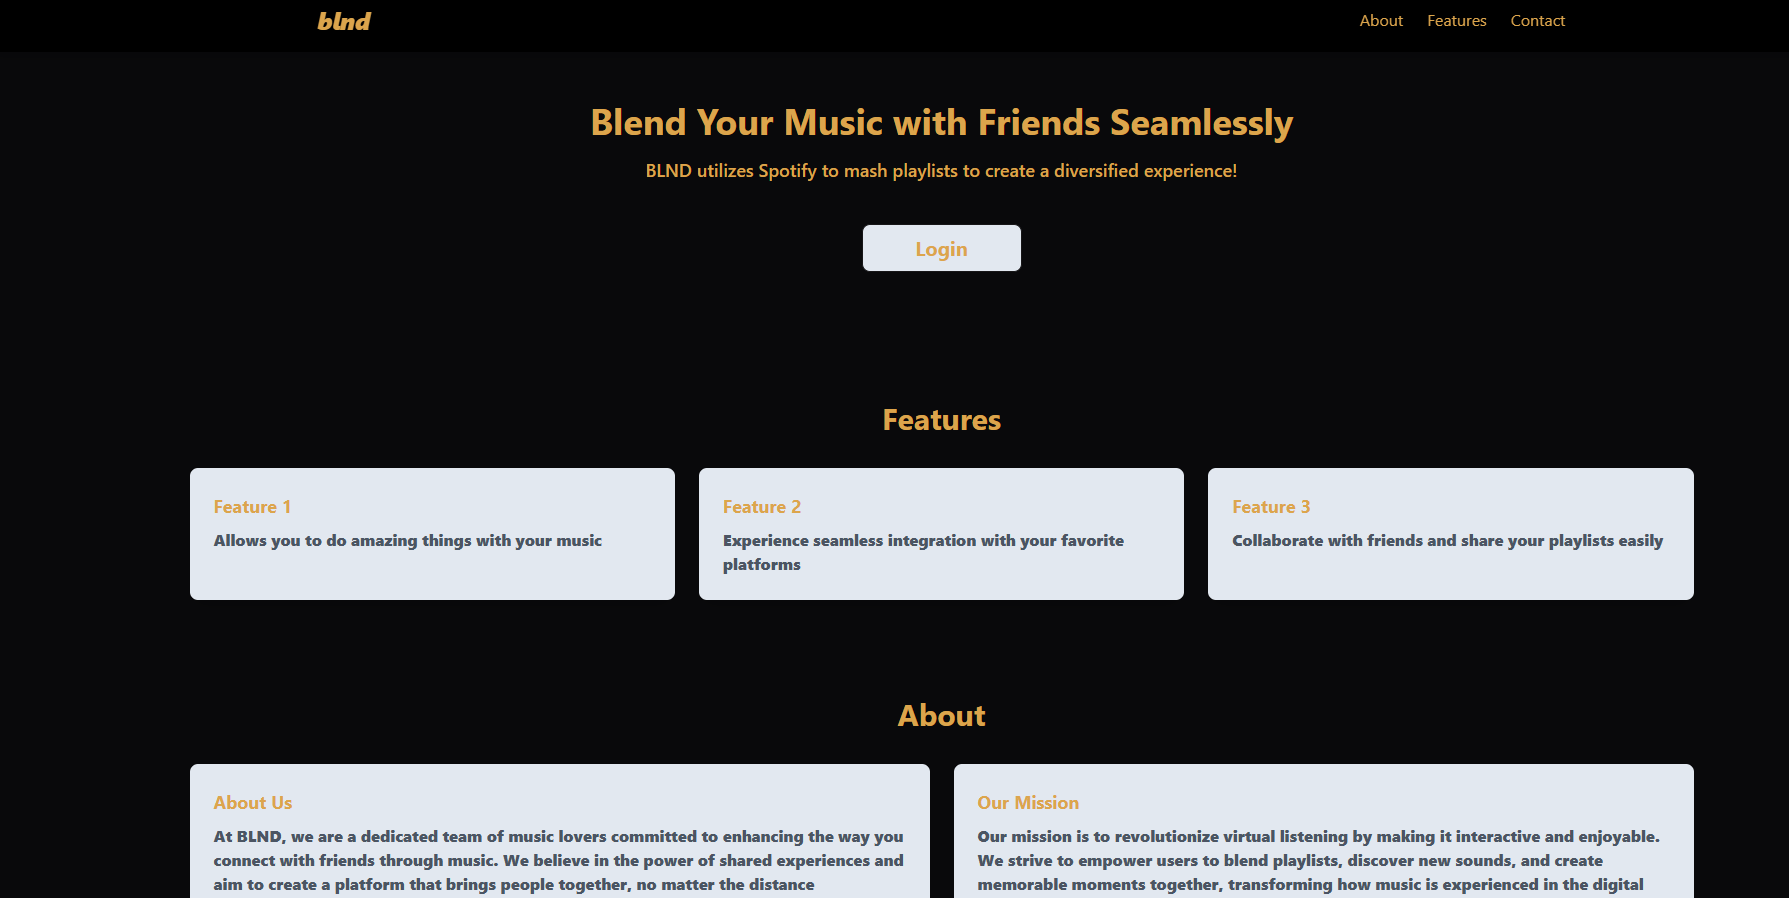 blnd
About Features Contact
Blend Your Music with Friends Seamlessly
BLND utilizes Spotify to mash playlists to create a diversified experience!
Login
Features
Feature 1
Allows you to do amazing things with your music
Feature 2
Experience seamless integration with your favorite
platforms
Feature 3
Collaborate with friends and share your playlists easily
About
About Us
At BLND, we are a dedicated team of music lovers committed to enhancing the way you
connect with friends through music. We believe in the power of shared experiences and
aim to create a platform that brings people together, no matter the distance
Our Mission
Our mission is to revolutionize virtual listening by making it interactive and enjoyable.
We strive to empower users to blend playlists, discover new sounds, and create
memorable moments together, transforming how music is experienced in the digital